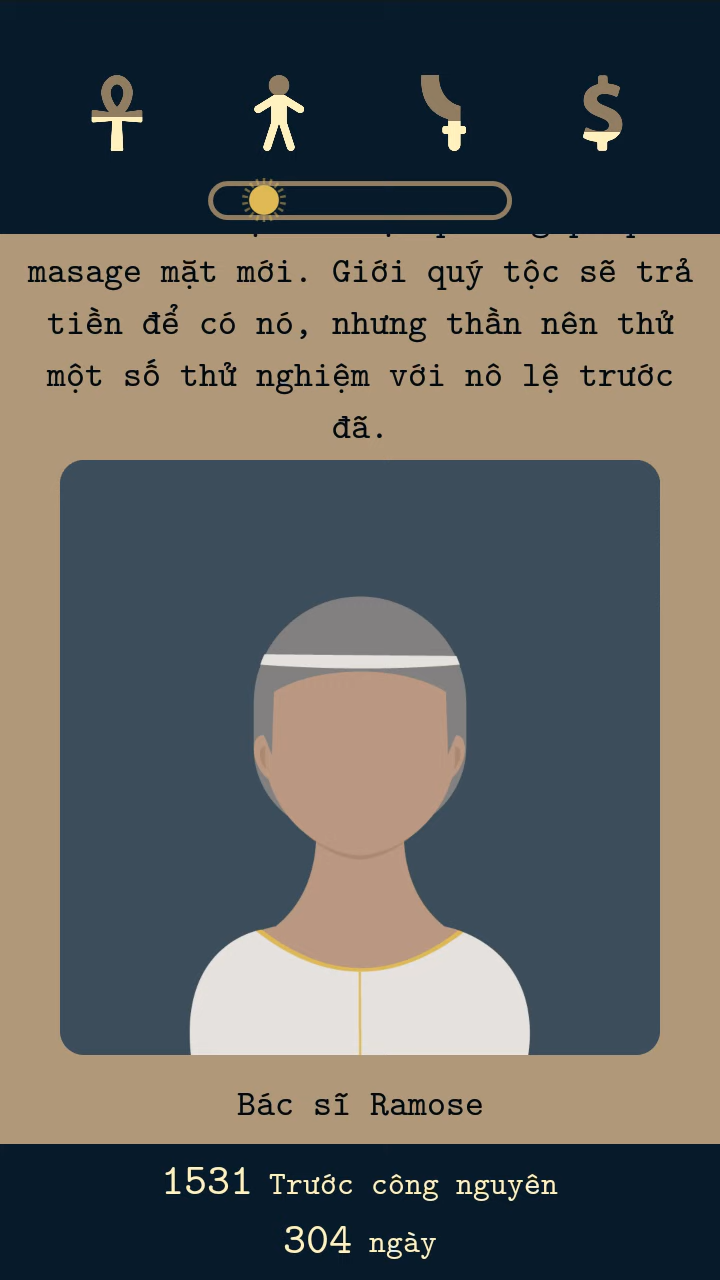 masage mặt mới. Giới quý tộc sẽ trả
tiền để có nó, nhưng thần nên thử
một số thử nghiệm với nô lệ trước
đã.
Bác sĩ Ramose
1531 Trước công nguyên
304 ngày